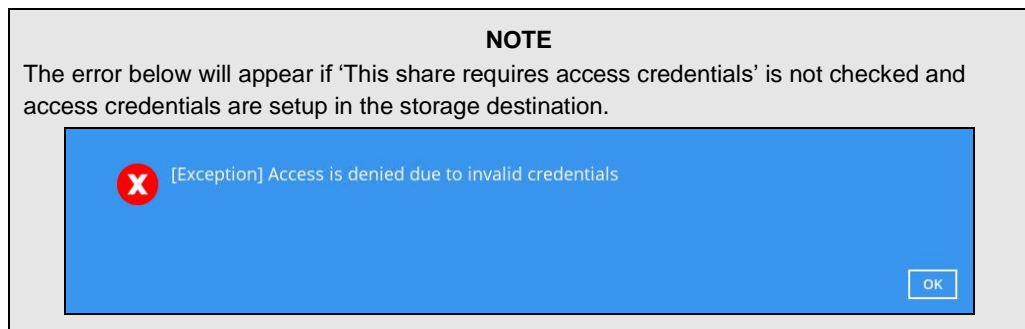 NOTE
The error below will appear if ‘This share requires access credentials’ is not checked and
access credentials are setup in the storage destination.
X
[Exception] Access is denied due to invalid credentials
OK